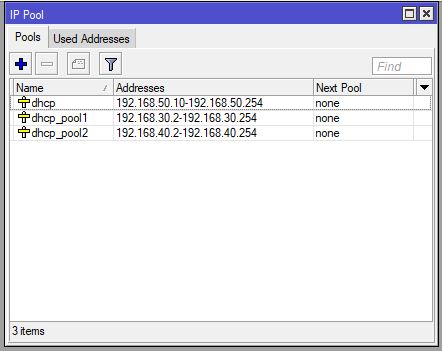 IP Pool
Pools Used Addresses
Find
Name Addresses Next Pool
dhcp 192.168.50.10-192.168.50.254 none
dhcp_pool1 192.168.30.2-192.168.30.254 none
dhcp_pool2 192.168.40.2-192.168.40.254 none
3 items